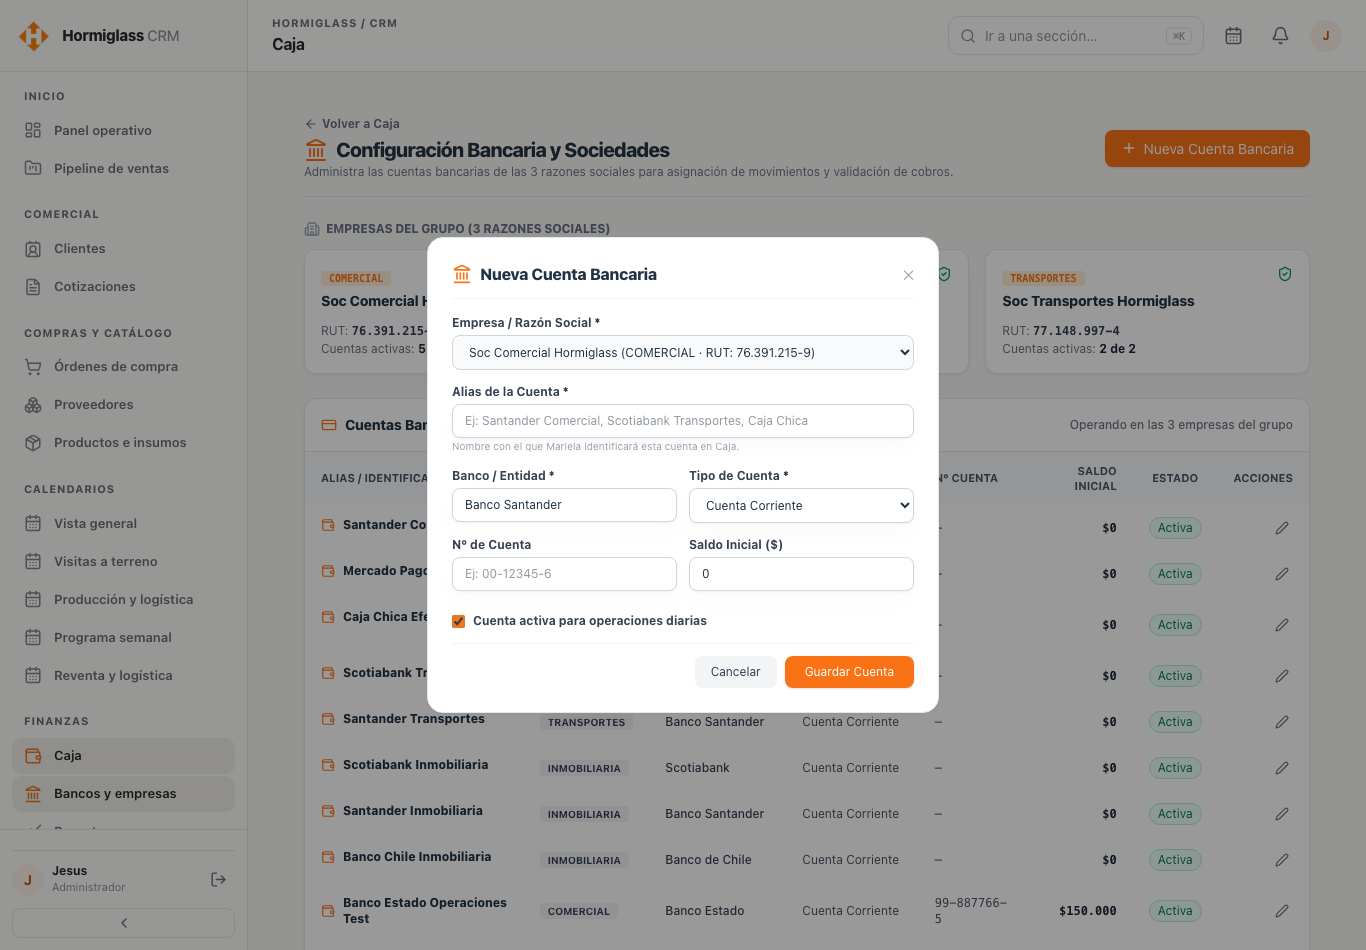 Hormiglass CRM
HORMIGLASS / CRM
Caja
Ir a una sección...
⌘K
J
INICIO
Panel operativo
Pipeline de ventas
COMERCIAL
Clientes
Cotizaciones
COMPRAS Y CATÁLOGO
Órdenes de compra
Proveedores
Productos e insumos
CALENDARIOS
Vista general
Visitas a terreno
Producción y logística
Programa semanal
Reventa y logística
FINANZAS
Caja
Bancos y empresas
J
Jesus
Administrador
Volver a Caja
Configuración Bancaria y Sociedades
Administra las cuentas bancarias de las 3 razones sociales para asignación de movimientos y validación de cobros.
+ Nueva Cuenta Bancaria
EMPRESAS DEL GRUPO (3 RAZONES SOCIALES)
COMERCIAL
Soc Comercial H
RUT: 76.391.215-
Cuentas activas: 5
TRANSPORTES
Soc Transportes Hormiglass
RUT: 77.148.997-4
Cuentas activas: 2 de 2
Cuentas Ban
Operando en las 3 empresas del grupo
ALIAS / IDENTIFICA
Nº CUENTA
SALDO INICIAL
ESTADO
ACCIONES
Santander Co
– $0 Activa
Mercado Pago
– $0 Activa
Caja Chica Efe
– $0 Activa
Scotiabank Tr
– $0 Activa
Santander Transportes TRANSPORTES Banco Santander Cuenta Corriente – $0 Activa
Scotiabank Inmobiliaria INMOBILIARIA Scotiabank Cuenta Corriente – $0 Activa
Santander Inmobiliaria INMOBILIARIA Banco Santander Cuenta Corriente – $0 Activa
Banco Chile Inmobiliaria INMOBILIARIA Banco de Chile Cuenta Corriente – $0 Activa
Banco Estado Operaciones Test COMERCIAL Banco Estado Cuenta Corriente 99-887766-5 $150.000 Activa
Nueva Cuenta Bancaria
Empresa / Razón Social *
Soc Comercial Hormiglass (COMERCIAL · RUT: 76.391.215-9)
Alias de la Cuenta *
Ej: Santander Comercial, Scotiabank Transportes, Caja Chica
Nombre con el que Mariela identificará esta cuenta en Caja.
Banco / Entidad *
Tipo de Cuenta *
Banco Santander
Cuenta Corriente
Nº de Cuenta
Saldo Inicial ($)
Ej: 00-12345-6
0
Cuenta activa para operaciones diarias
Cancelar
Guardar Cuenta